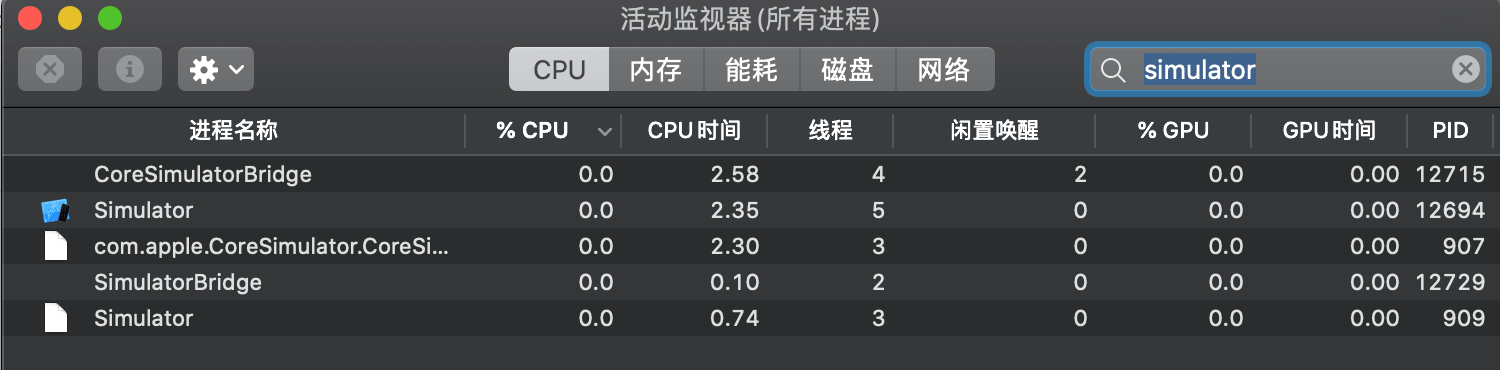 活动监视器 (所有进程)
CPU 内存 能耗 磁盘 网络 simulator
进程名称 % CPU CPU 时间 线程 闲置唤醒 % GPU GPU 时间 PID
CoreSimulatorBridge 0.0 2.58 4 2 0.0 0.00 12715
Simulator 0.0 2.35 5 0 0.0 0.00 12694
com.apple.CoreSimulator.CoreSi... 0.0 2.30 3 0 0.0 0.00 907
SimulatorBridge 0.0 0.10 2 0 0.0 0.00 12729
Simulator 0.0 0.74 3 0 0.0 0.00 909